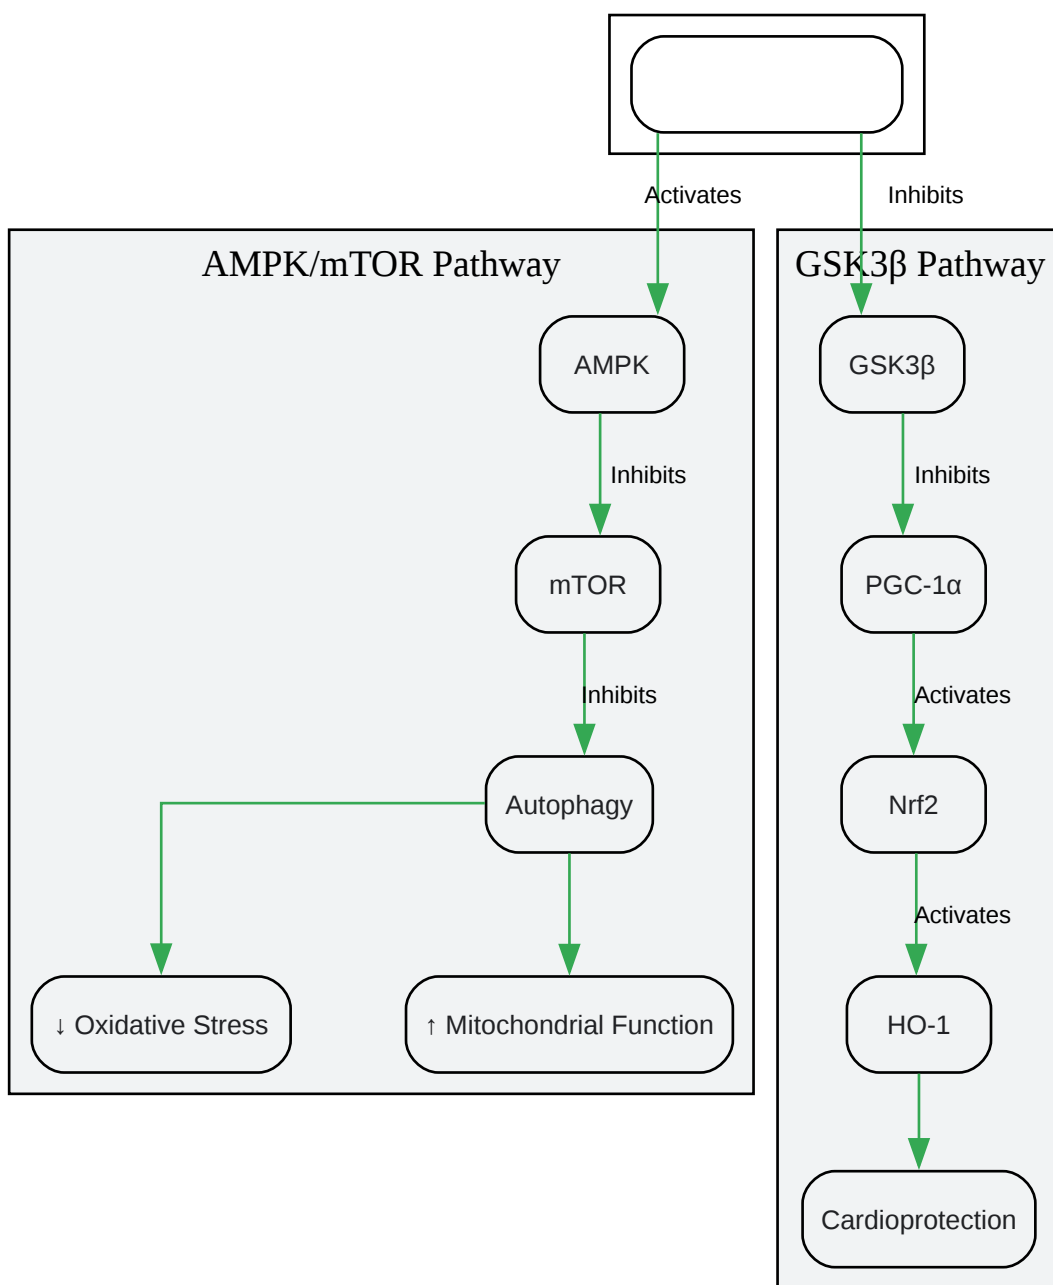 Activates
Inhibits
AMPK/mTOR Pathway
GSK3β Pathway
AMPK
GSK3β
Inhibits
Inhibits
mTOR
PGC-1α
Inhibits
Activates
Autophagy
Nrf2
Activates
↓ Oxidative Stress
↑ Mitochondrial Function
HO-1
Cardioprotection